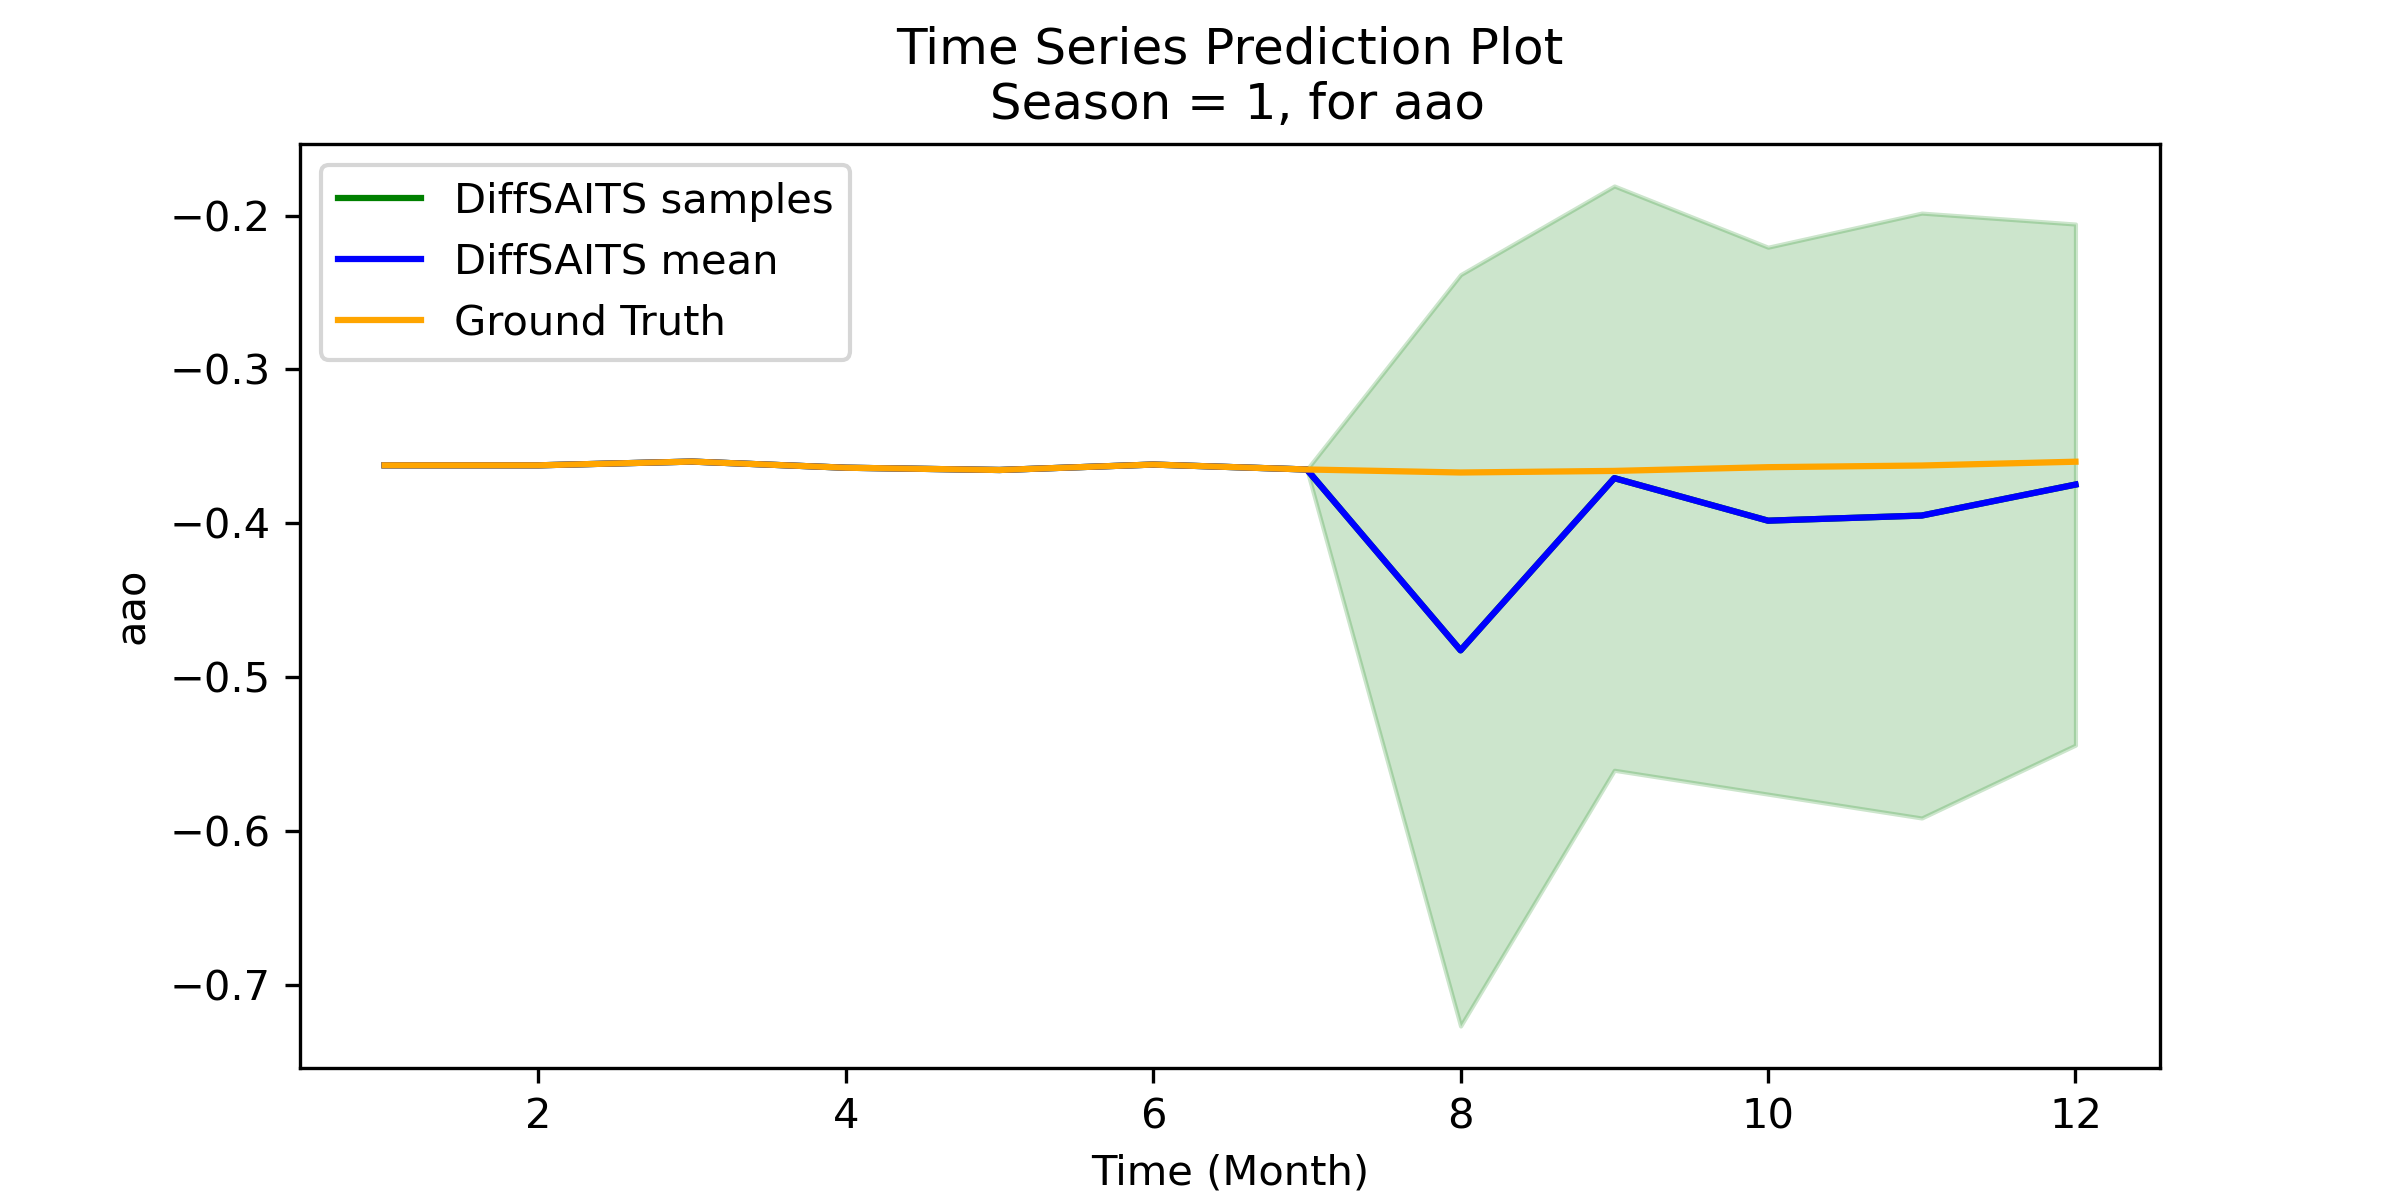 Time Series Prediction Plot
Season = 1, for aao
DiffSAITS samples
DiffSAITS mean
Ground Truth
−0.2
−0.3
−0.4
−0.5
−0.6
−0.7
aao
2 4 6 8 10 12
Time (Month)